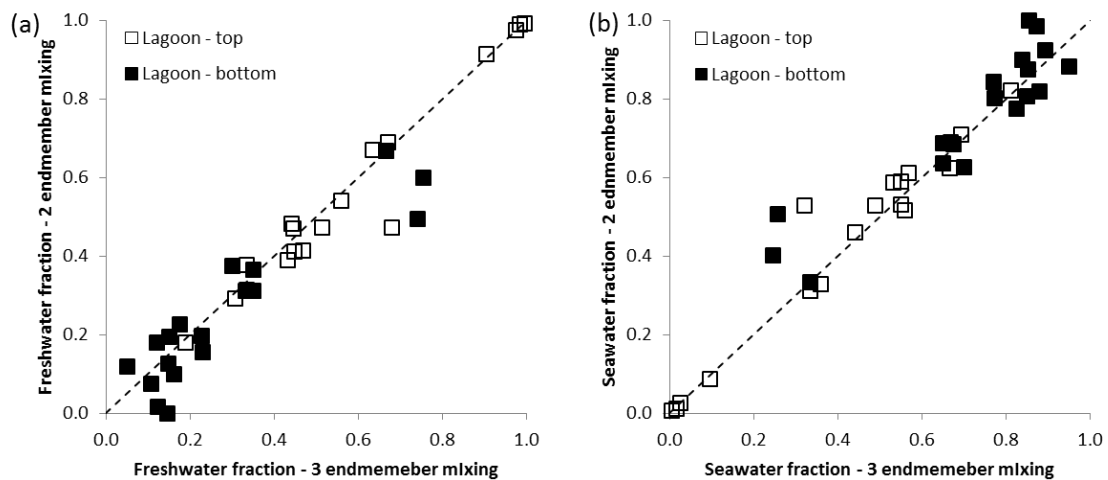 (a)
Freshwater fraction - 2 endmember mIxing
1.0
0.8
0.6
0.4
0.2
0.0
Lagoon - top
Lagoon - bottom
0.0 0.2 0.4 0.6 0.8 1.0
Freshwater fraction - 3 endmemeber mIxing
(b)
Seawater fraction - 2 ednmember mIxing
1.0
0.8
0.6
0.4
0.2
0.0
Lagoon - top
Lagoon - bottom
0.0 0.2 0.4 0.6 0.8 1.0
Seawater fraction - 3 endmemeber mIxing